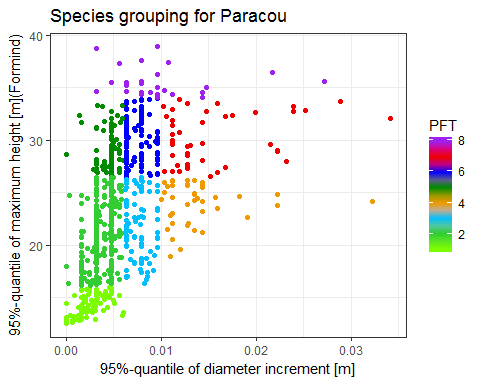 Species grouping for Paracou
95%-quantile of maximum height [m](Formind)
40
30
20
0.00
0.01
0.02
0.03
95%-quantile of diameter increment [m]
PFT
8
6
4
2